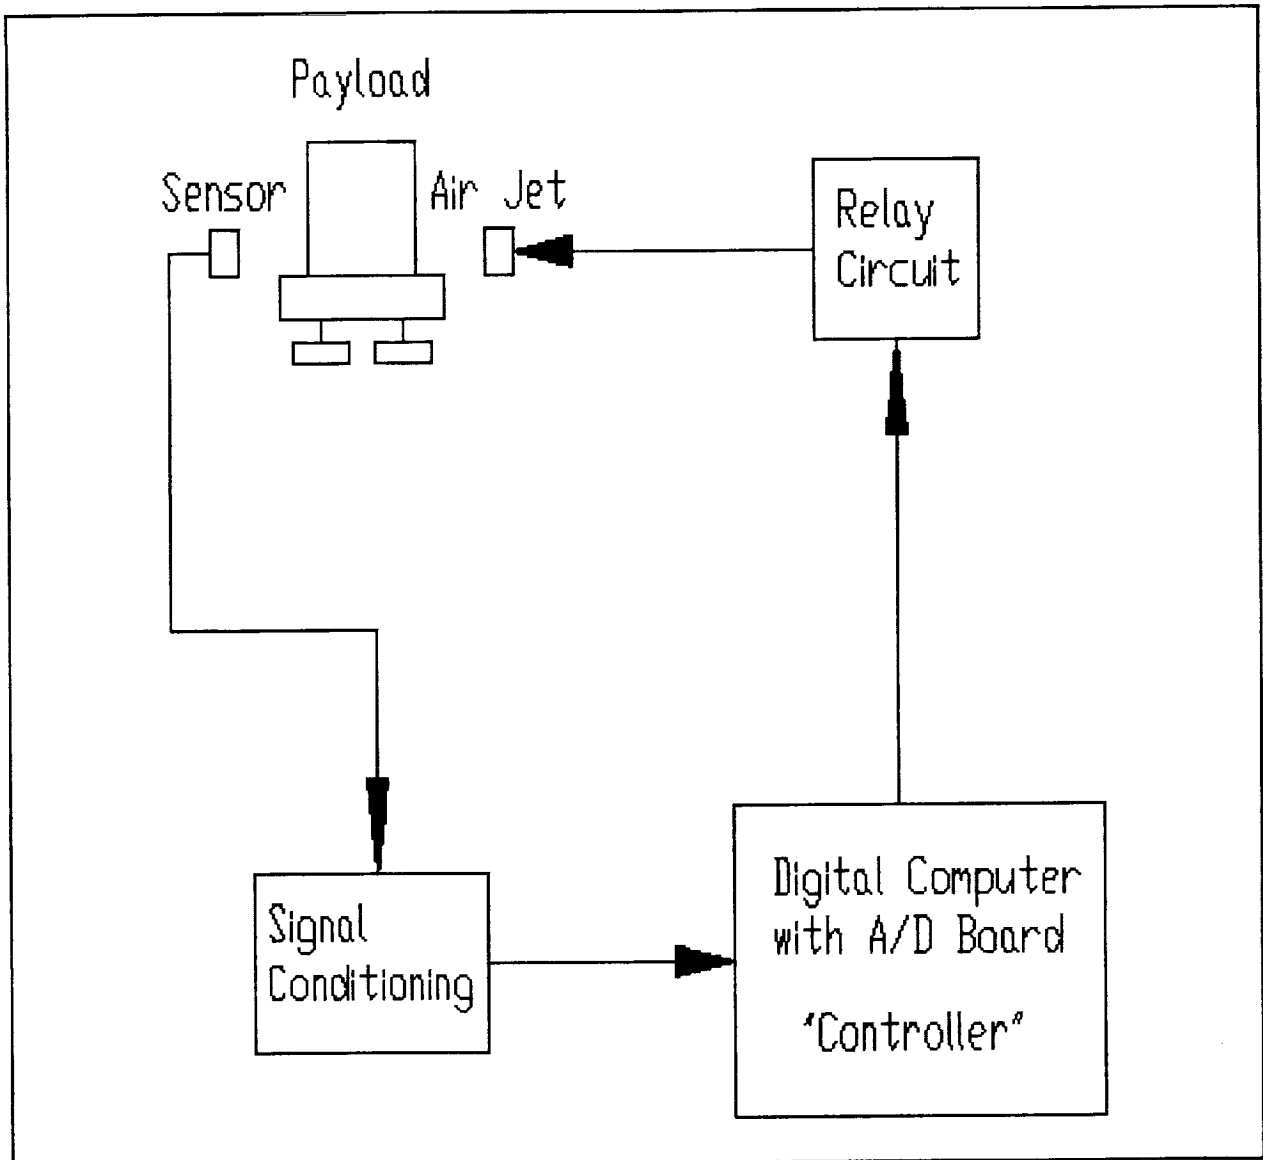 Payload
Sensor
Air Jet
Relay
Circuit
Signal
Conditioning
Digital Computer
with A/D Board
"Controller"